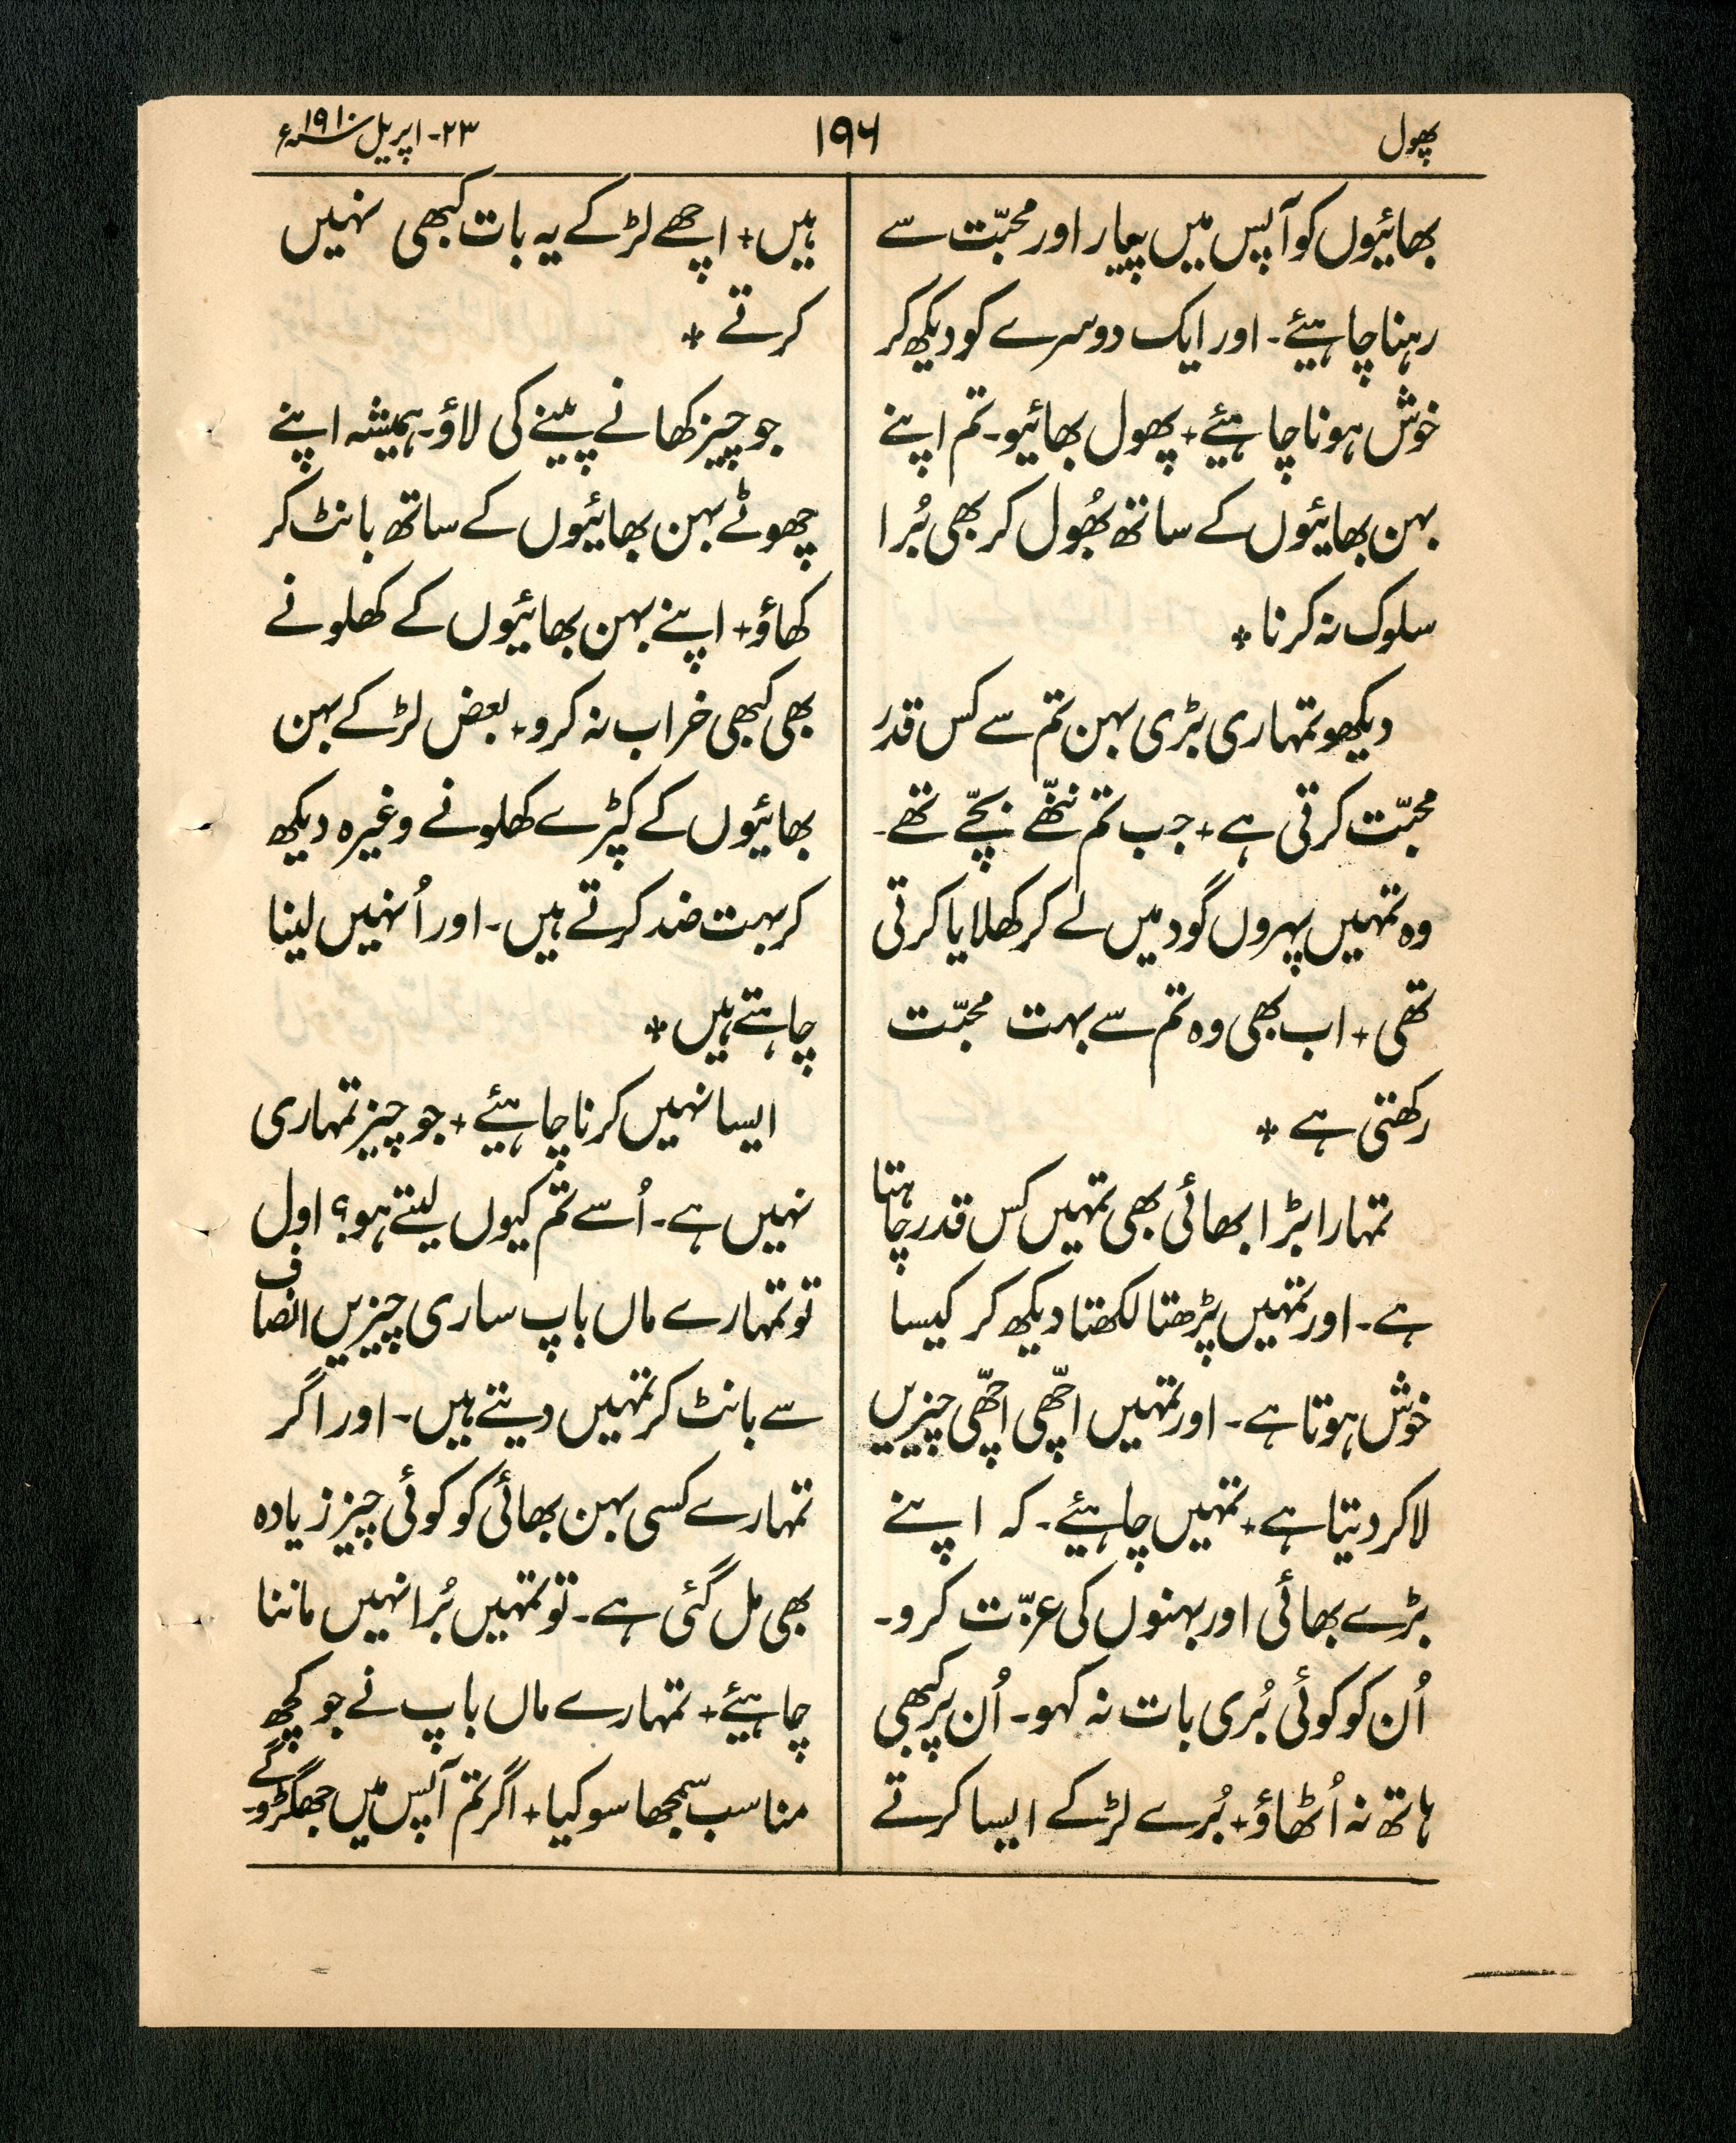 پھول
۱۹۶
۲۳-اپریل سنہ ۱۹۱۰ء
بھائیوں کو آپس میں پیار اور محبّت سے
رہنا چاہیئے۔ اور ایک دوسرے کو دیکھ کر
خوش ہونا چاہیئے+ پھول بھائیو۔ تم اپنے
بہن بھائیوں کے ساتھ بھُول کر بھی بُرا
سلوک نہ کرنا *
دیکھو تمہاری بڑی بہن تم سے کس قدر
محبّت کرتی ہے+ جب تم ننّھے بچّے تھے۔
وہ تمہیں پہروں گود میں لے کر کھلایا کرتی
تھی+ اب بھی وہ تم سے بہت محبّت
رکھتی ہے *
تمہارا بڑا بھائی بھی تمہیں کس قدر چاہتا
ہے۔ اور تمہیں پڑھتا لکھتا دیکھ کر کیسا
خوش ہوتا ہے۔ اور تمہیں اچّھی اچّھی چیزیں
لا کر دیتا ہے+ تمہیں چاہیئے۔ کہ اپنے
بڑے بھائی اور بہنوں کی عزّت کرو۔
اُن کو کوئی بُری بات نہ کہو۔ اُن پر کبھی
ہاتھ نہ اُٹھاؤ+ بُرے لڑکے ایسا کرتے
ہیں+ اچھے لڑکے یہ بات کبھی نہیں
کرتے *
جو چیز کھانے پینے کی لاؤ۔ ہمیشہ اپنے
چھوٹے بہن بھائیوں کے ساتھ بانٹ کر
کھاؤ+ اپنے بہن بھائیوں کے کھلونے
بھی کبھی خراب نہ کرو+ بعض لڑکے بہن
بھائیوں کے کپڑے کھلونے وغیرہ دیکھ
کر بہت ضد کرتے ہیں۔ اور اُنہیں لینا
چاہتے ہیں *
ایسا نہیں کرنا چاہیئے+ جو چیز تمہاری
نہیں ہے۔ اُسے تم کیوں لیتے ہو؟ اول
تو تمہارے ماں باپ ساری چیزیں انصاف
سے بانٹ کر تمہیں دیتے ہیں۔ اور اگر
تمہارے کسی بہن بھائی کو کوئی چیز زیادہ
بھی مل گئی ہے۔ تو تمہیں بُرا نہیں ماننا
چاہیئے+ تمہارے ماں باپ نے جو کچھ
مناسب سمجھا سو کیا+ اگر تم آپس میں جھگڑو گے۔